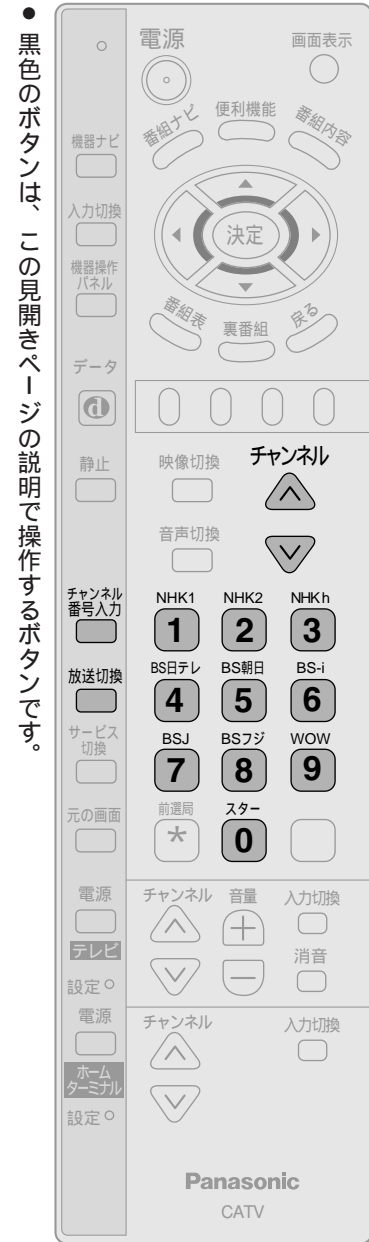 ● 黒色のボタンは、この見開きページの説明で操作するボタンです。
電源
画面表示
番組ナビ
便利機能
番組内容
機器ナビ
入力切換
決定
機器操作
パネル
番組表
裏番組
戻る
データ
d
静止
映像切換
チャンネル
音声切換
チャンネル
番号入力
NHK1 NHK2 NHKh
1 2 3
放送切換
BS日テレ BS朝日 BS-i
4 5 6
サービス
切換
BSJ BSフジ WOW
7 8 9
元の画面
前選局 スター
* 0
電源
テレビ
設定
チャンネル 音量 入力切換
+
消音
−
電源
ホーム
ターミナル
設定
チャンネル 入力切換
Panasonic
CATV